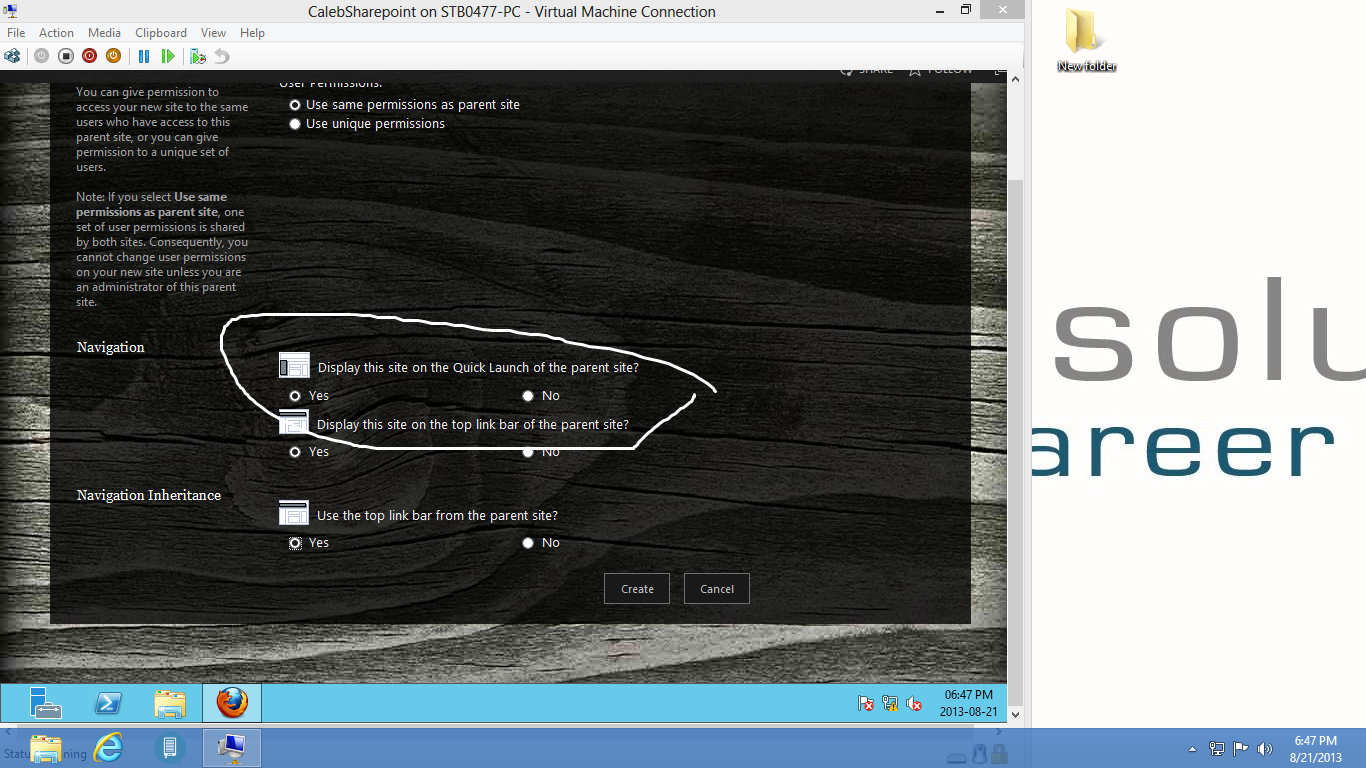 CalebSharepoint on STB0477-PC - Virtual Machine Connection
File Action Media Clipboard View Help
New folder
SHARE FOLLOW
You can give permission to
access your new site to the same
users who have access to this
parent site, or you can give
permission to a unique set of
users.
Note: If you select Use same
permissions as parent site, one
set of user permissions is shared
by both sites. Consequently, you
cannot change user permissions
on your new site unless you are
an administrator of this parent
site.
User Permissions:
Use same permissions as parent site
Use unique permissions
Navigation
Display this site on the Quick Launch of the parent site?
Yes No
Display this site on the top link bar of the parent site?
Yes No
Navigation Inheritance
Use the top link bar from the parent site?
Yes No
Create Cancel
solu
areer
06:47 PM
2013-08-21
6:47 PM
8/21/2013